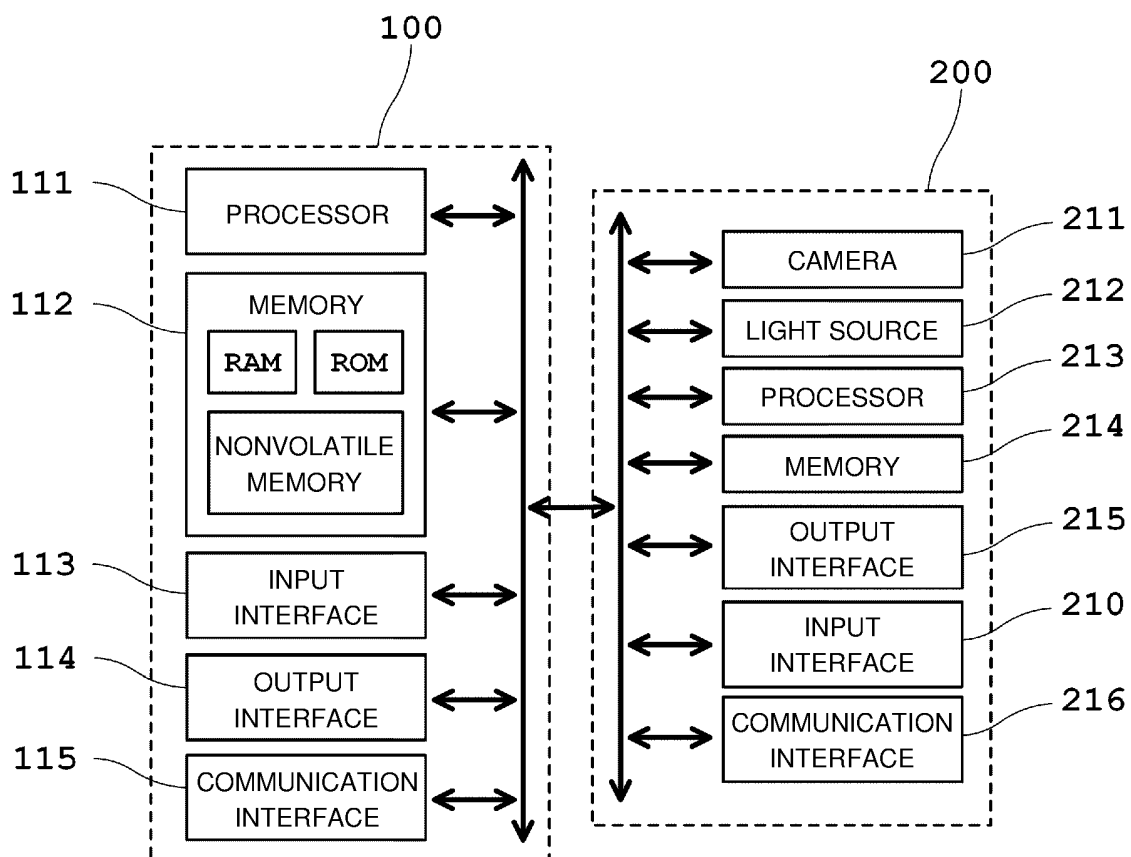 100
200
111
PROCESSOR
112
MEMORY
RAM
ROM
NONVOLATILE
MEMORY
113
INPUT
INTERFACE
114
OUTPUT
INTERFACE
115
COMMUNICATION
INTERFACE
211
CAMERA
212
LIGHT SOURCE
213
PROCESSOR
214
MEMORY
215
OUTPUT
INTERFACE
210
INPUT
INTERFACE
216
COMMUNICATION
INTERFACE